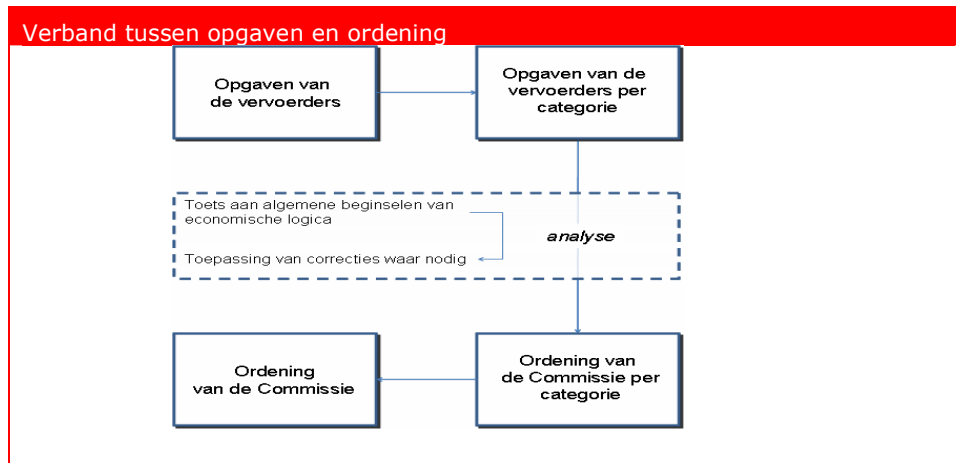 Verband tussen opgaven en ordening
Opgaven van
de vervoerders
Opgaven van de
vervoerders per
categorie
Toets aan algemene beginselen van
economische logica
analyse
Toepassing van correcties waar nodig
Ordening
van de Commissie
Ordening van
de Commissie per
categorie